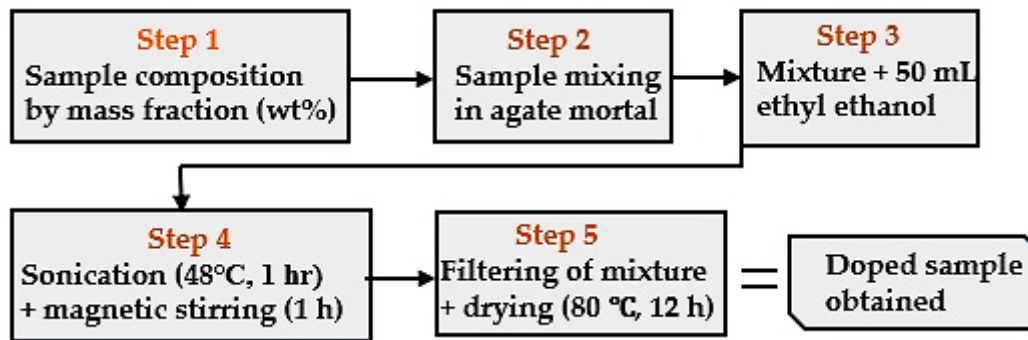 Step 1
Sample composition
by mass fraction (wt%)
Step 2
Sample mixing
in agate mortal
Step 3
Mixture + 50 mL
ethyl ethanol
Step 4
Sonication (48°C, 1 hr)
+ magnetic stirring (1 h)
Step 5
Filtering of mixture
+ drying (80 ℃, 12 h)
=
Doped sample
obtained